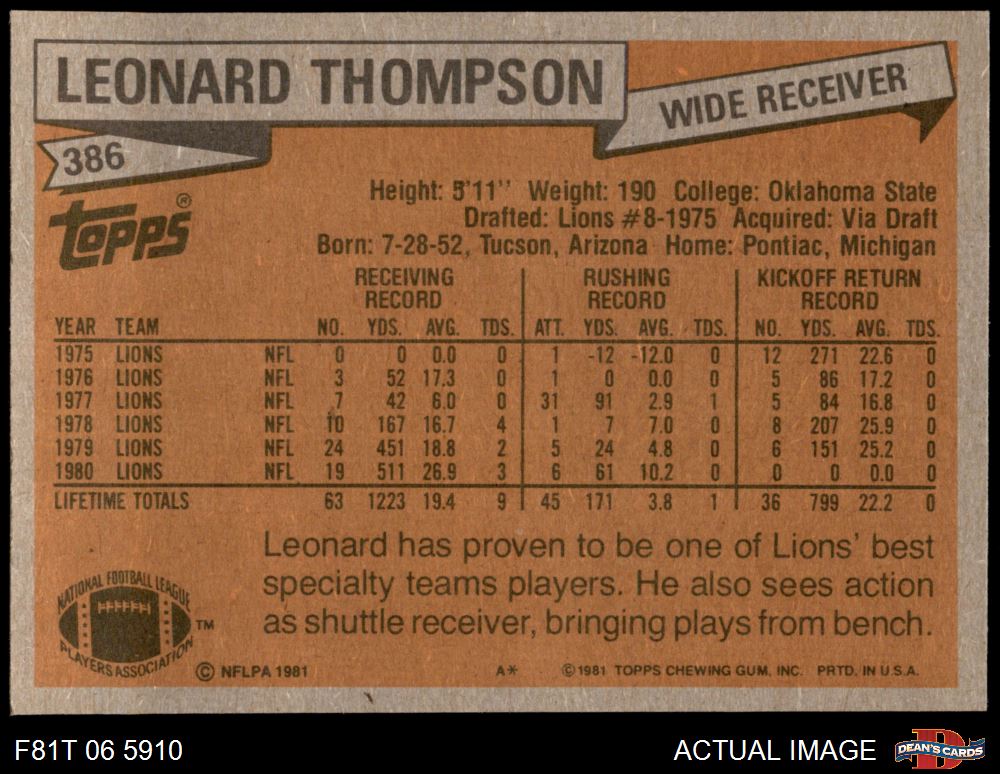 LEONARD THOMPSON
WIDE RECEIVER
386
TOPPS®
Height: 5'11'' Weight: 190 College: Oklahoma State
Drafted: Lions #8-1975 Acquired: Via Draft
Born: 7-28-52, Tucson, Arizona Home: Pontiac, Michigan
RECEIVING RECORD RUSHING RECORD KICKOFF RETURN RECORD
YEAR TEAM NO. YDS. AVG. TDS. ATT. YDS. AVG. TDS. NO. YDS. AVG. TDS.
1975 LIONS NFL 0 0 0.0 0 1 -12 -12.0 0 12 271 22.6 0
1976 LIONS NFL 3 52 17.3 0 1 0 0.0 0 5 86 17.2 0
1977 LIONS NFL 7 42 6.0 0 31 91 2.9 1 5 84 16.8 0
1978 LIONS NFL 10 167 16.7 4 1 7 7.0 0 8 207 25.9 0
1979 LIONS NFL 24 451 18.8 2 5 24 4.8 0 6 151 25.2 0
1980 LIONS NFL 19 511 26.9 3 6 61 10.2 0 0 0 0.0 0
LIFETIME TOTALS 63 1223 19.4 9 45 171 3.8 1 36 799 22.2 0
Leonard has proven to be one of Lions' best
specialty teams players. He also sees action
as shuttle receiver, bringing plays from bench.
NATIONAL FOOTBALL LEAGUE
PLAYERS ASSOCIATION
TM
© NFLPA 1981
A*
© 1981 TOPPS CHEWING GUM, INC. PRTD. IN U.S.A.
F81T 06 5910
ACTUAL IMAGE
D
DEAN'S CARDS